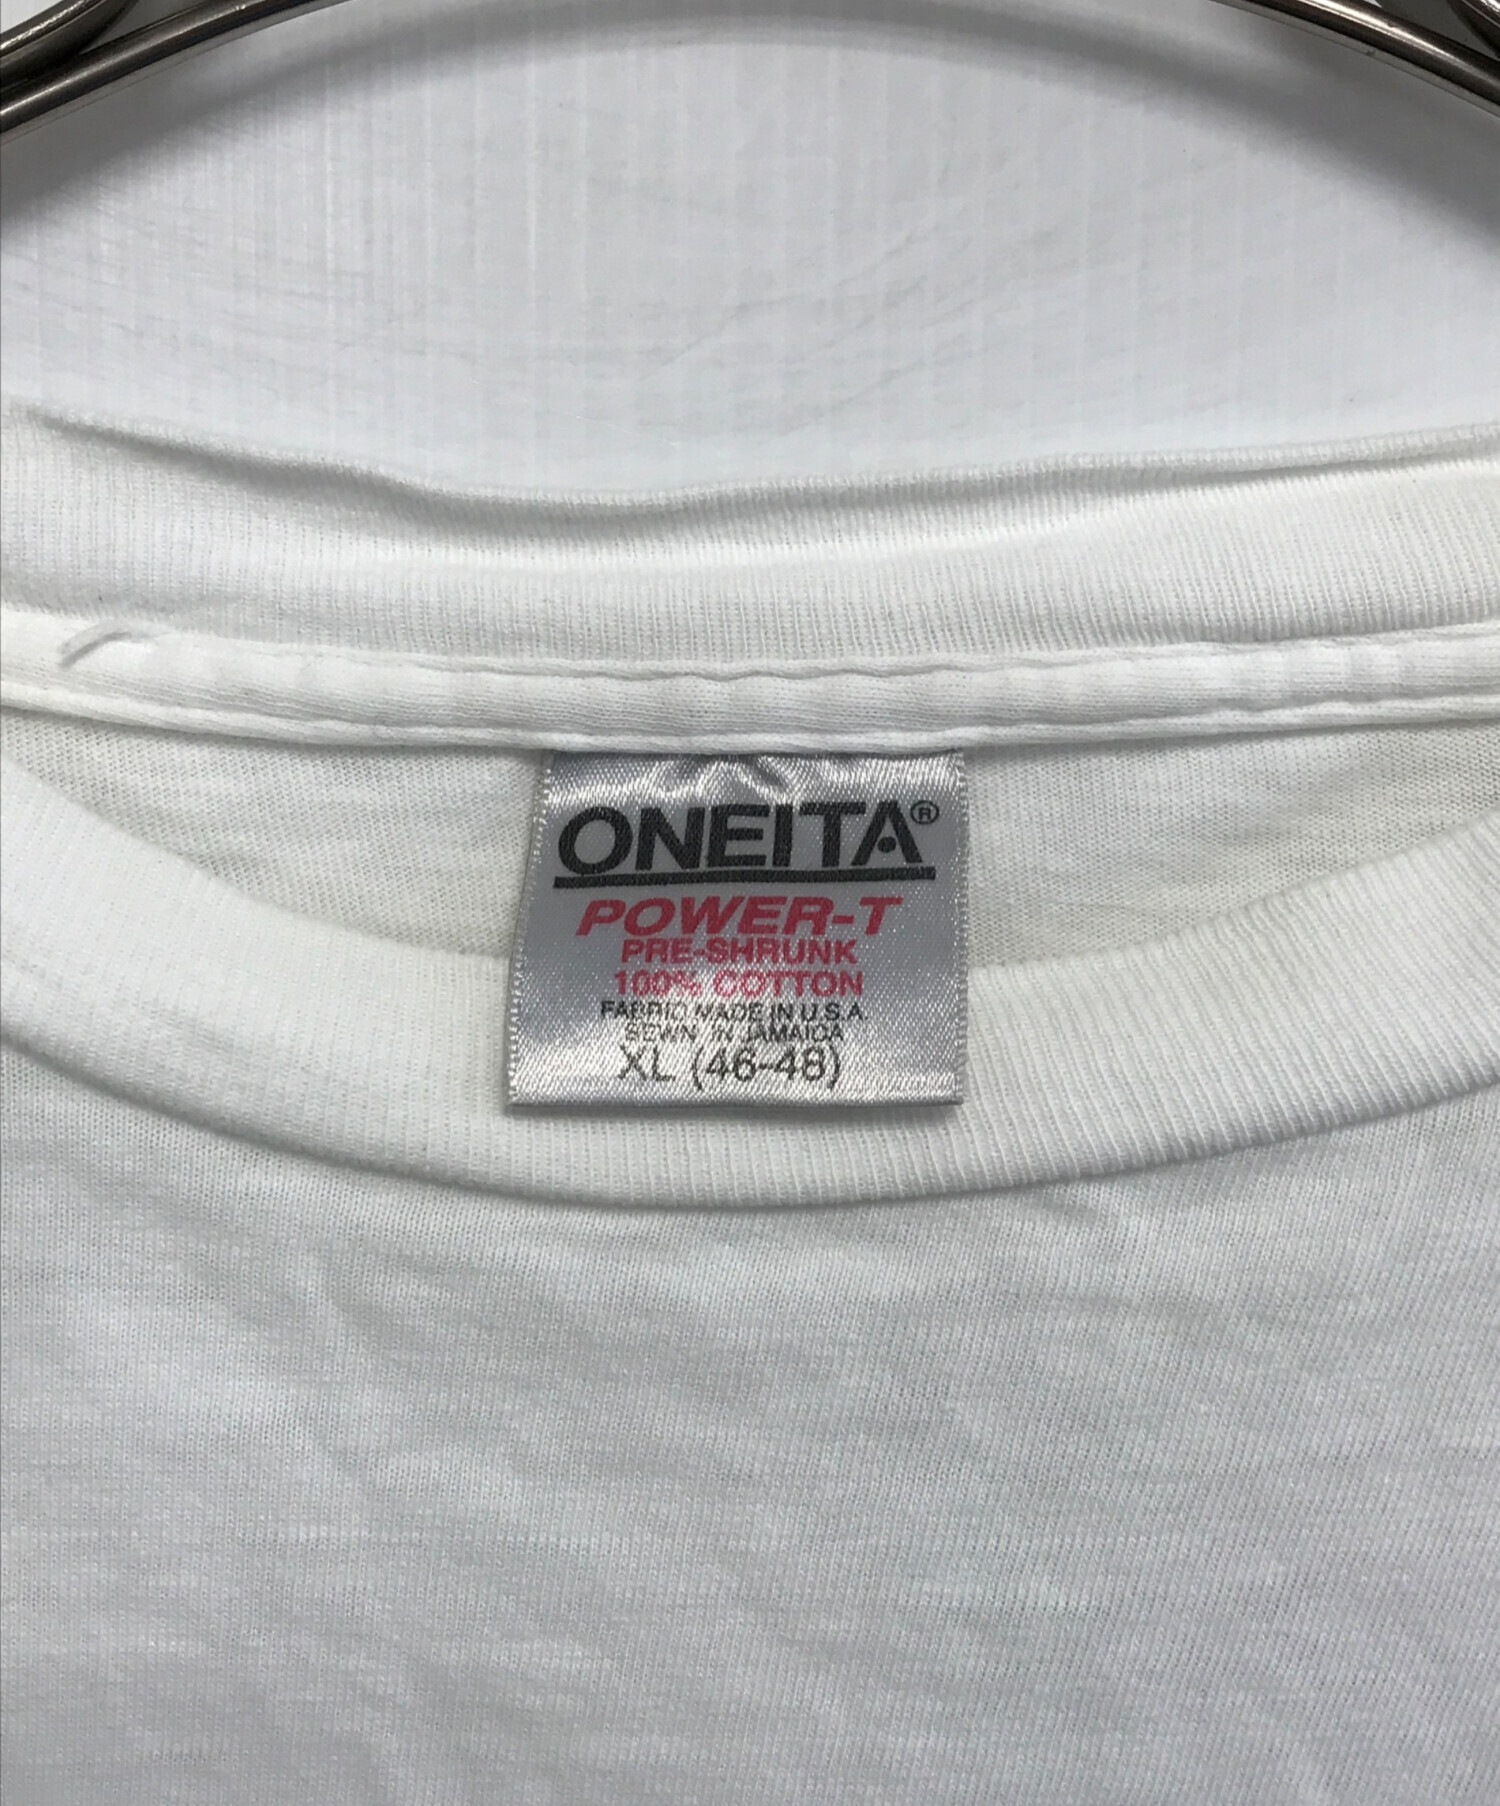 ONEITA®
POWER-T
PRE-SHRUNK
100% COTTON
FABRIC MADE IN U.S.A
SEWN IN JAMAICA
XL (46-48)